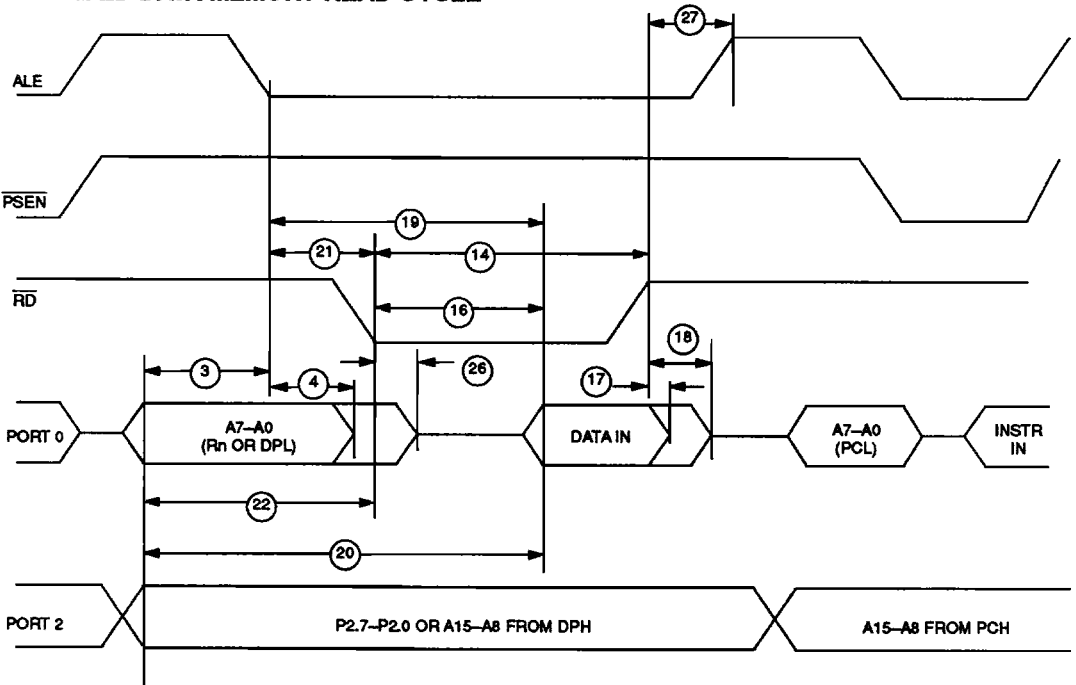 27
ALE
PSEN
19
21
14
RD
16
18
3
4
26
17
PORT 0
A7–A0
(Rn OR DPL)
DATA IN
A7–A0
(PCL)
INSTR
IN
22
20
PORT 2
P2.7–P2.0 OR A15–A8 FROM DPH
A15–A8 FROM PCH